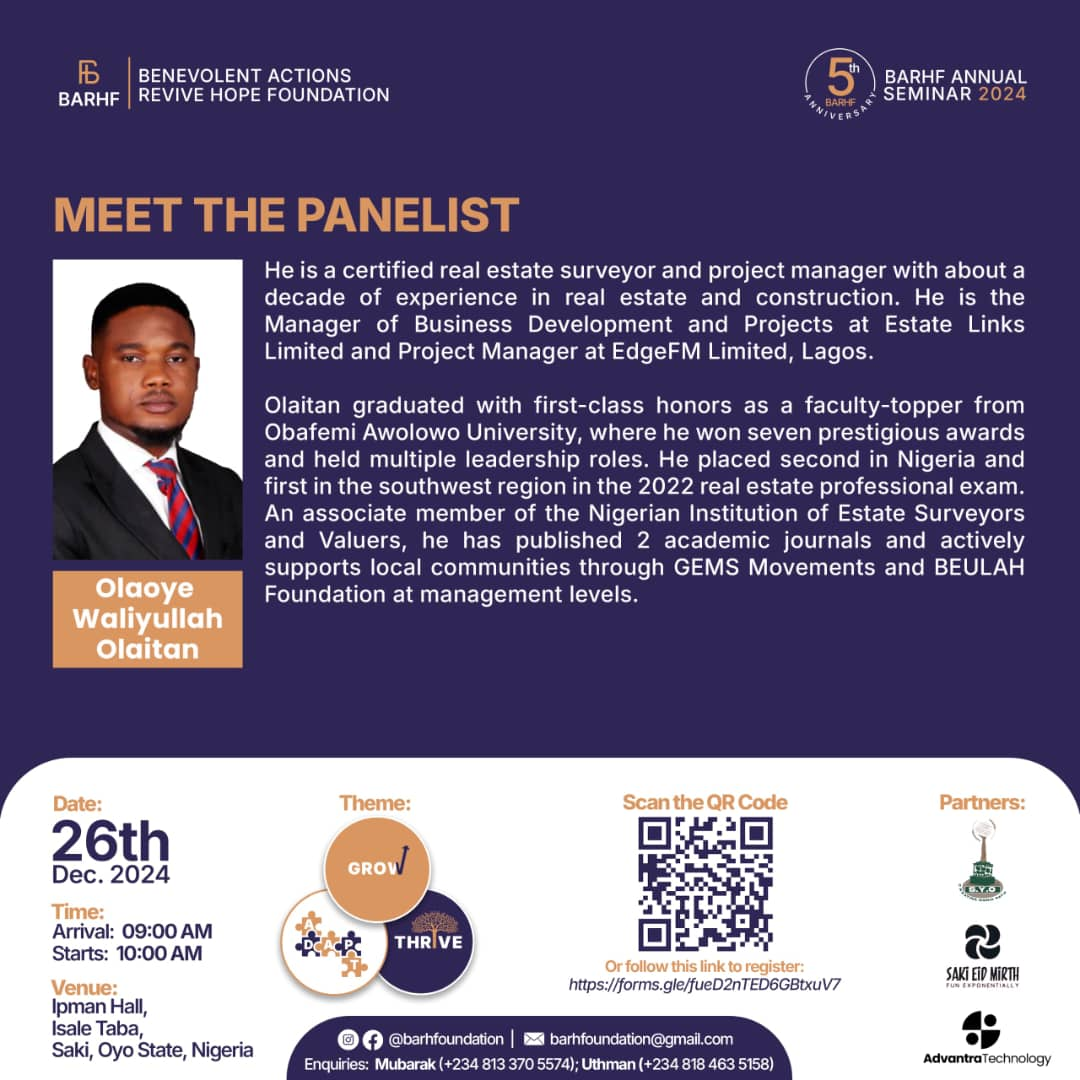 BARHF
BENEVOLENT ACTIONS
REVIVE HOPE FOUNDATION
5th
BARHF
ANNIVERSARY
BARHF ANNUAL
SEMINAR 2024
MEET THE PANELIST
He is a certified real estate surveyor and project manager with about a
decade of experience in real estate and construction. He is the
Manager of Business Development and Projects at Estate Links
Limited and Project Manager at EdgeFM Limited, Lagos.
Olaitan graduated with first-class honors as a faculty-topper from
Obafemi Awolowo University, where he won seven prestigious awards
and held multiple leadership roles. He placed second in Nigeria and
first in the southwest region in the 2022 real estate professional exam.
An associate member of the Nigerian Institution of Estate Surveyors
and Valuers, he has published 2 academic journals and actively
supports local communities through GEMS Movements and BEULAH
Foundation at management levels.
Olaoye
Waliyullah
Olaitan
Date:
26th
Dec. 2024
Time:
Arrival: 09:00 AM
Starts: 10:00 AM
Venue:
Ipman Hall,
Isale Taba,
Saki, Oyo State, Nigeria
Theme:
GROW
ADAPT
THRIVE
Scan the QR Code
Or follow this link to register:
https://forms.gle/fueD2nTED6GBtxuV7
Partners:
S.Y.O
SAKI EID MIRTH
FUN EXPONENTIALLY
AdvantraTechnology
@barhfoundation | barhfoundation@gmail.com
Enquiries: Mubarak (+234 813 370 5574); Uthman (+234 818 463 5158)